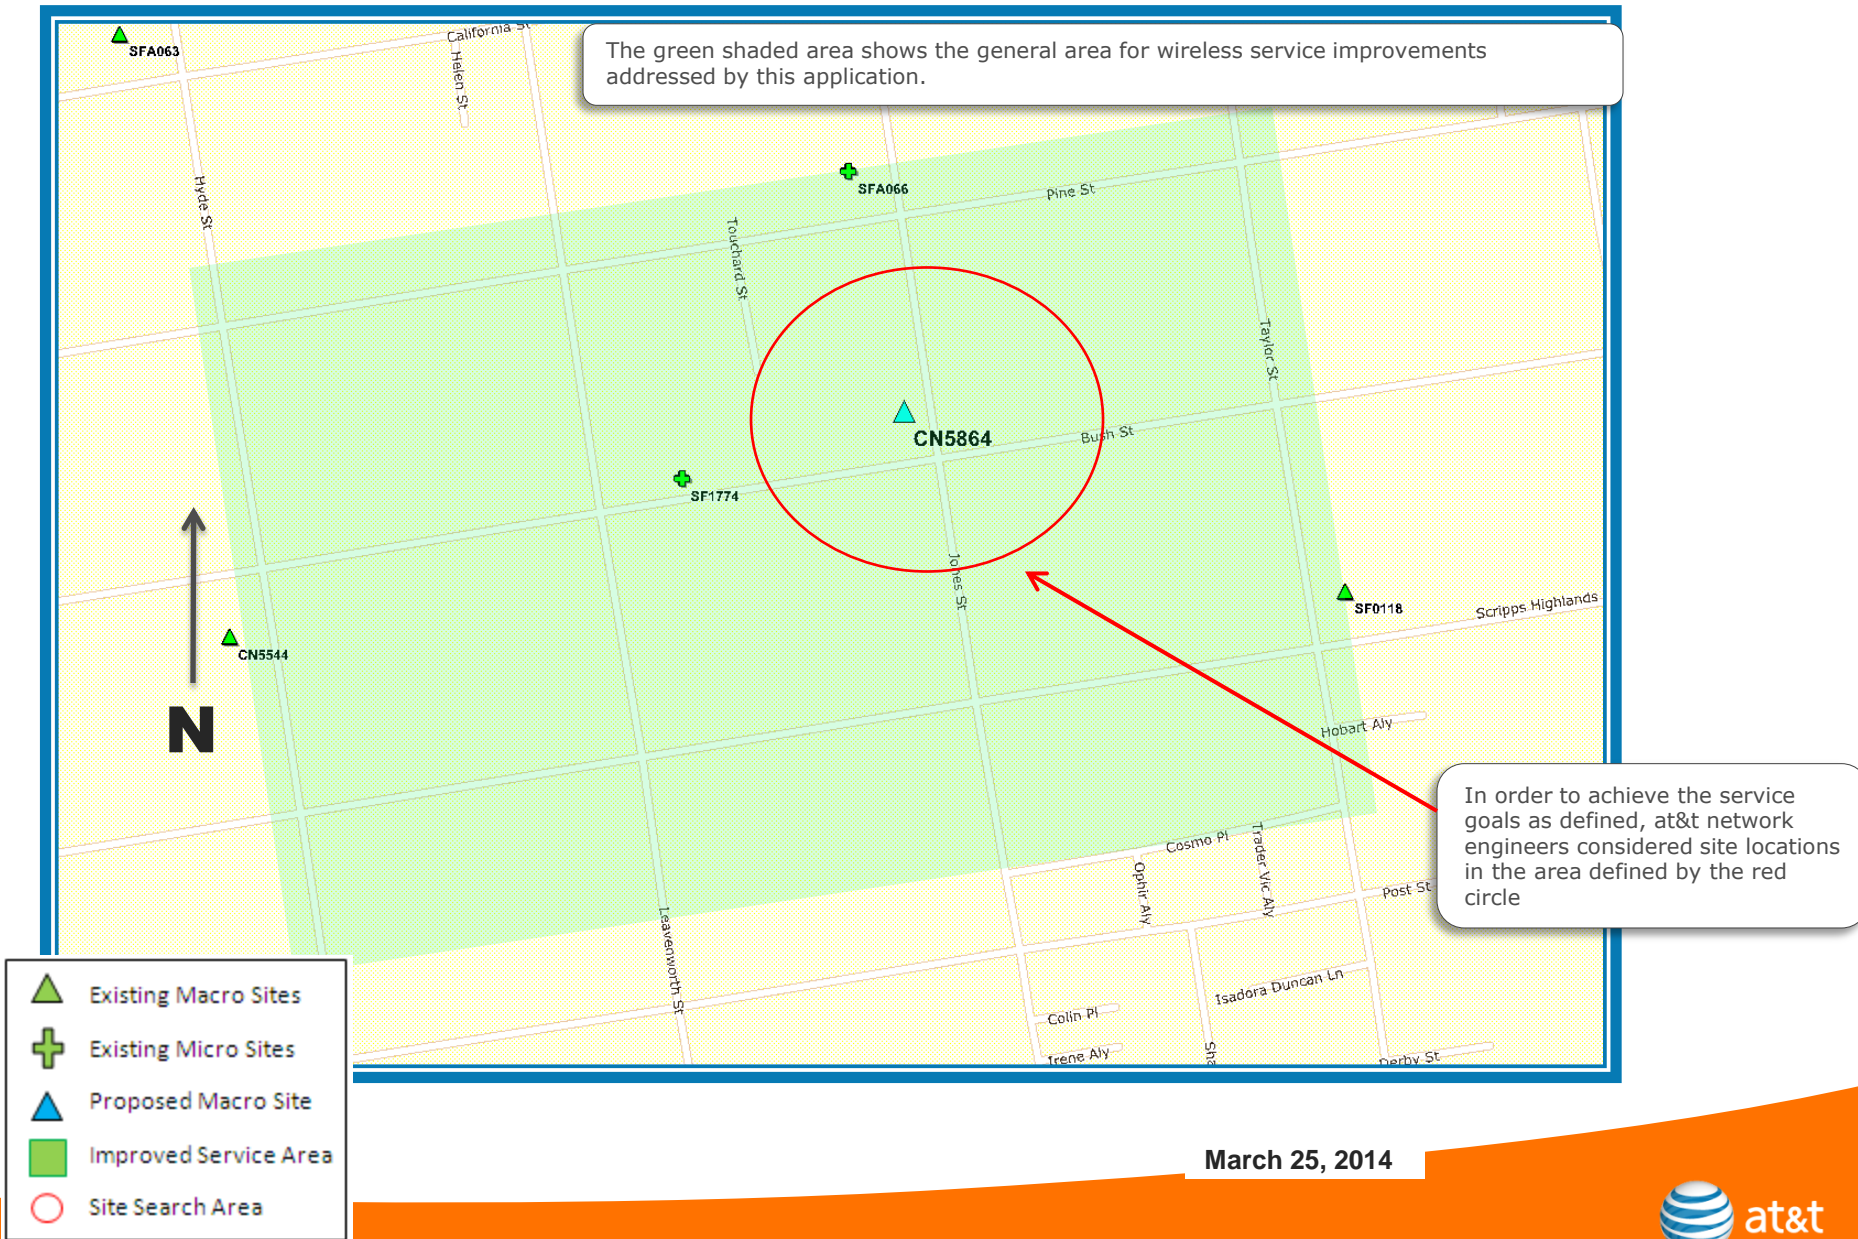 The green shaded area shows the general area for wireless service improvements
addressed by this application.
SFA063
California St
Helen St
Hyde St
SFA066
Pine St
Touchard St
Taylor St
CN5864
Bush St
SF1774
Jones St
SF0118
Scripps Highlands
CN5544
N
Hobart Aly
In order to achieve the service
goals as defined, at&t network
engineers considered site locations
in the area defined by the red
circle
Cosmo Pl
Trader Vic Aly
Ophir Aly
Post St
Leavenworth St
Isadora Duncan Ln
Colin Pl
Irene Aly
Sha
Derby St
Existing Macro Sites
Existing Micro Sites
Proposed Macro Site
Improved Service Area
Site Search Area
March 25, 2014
at&t